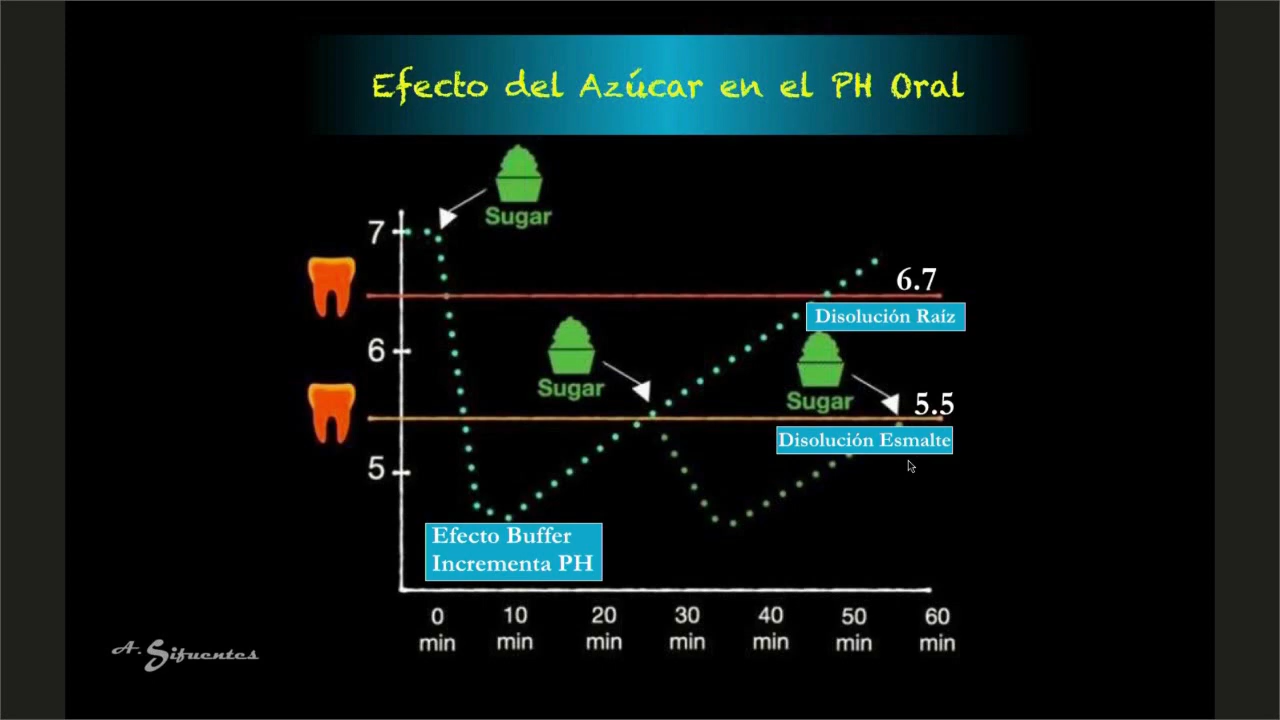 Efecto del Azúcar en el PH Oral
Sugar
7
6.7
Disolución Raíz
6
Sugar
Sugar
5.5
Disolución Esmalte
5
Efecto Buffer
Incrementa PH
0 10 20 30 40 50 60
min min min min min min min
A. Sifuentes